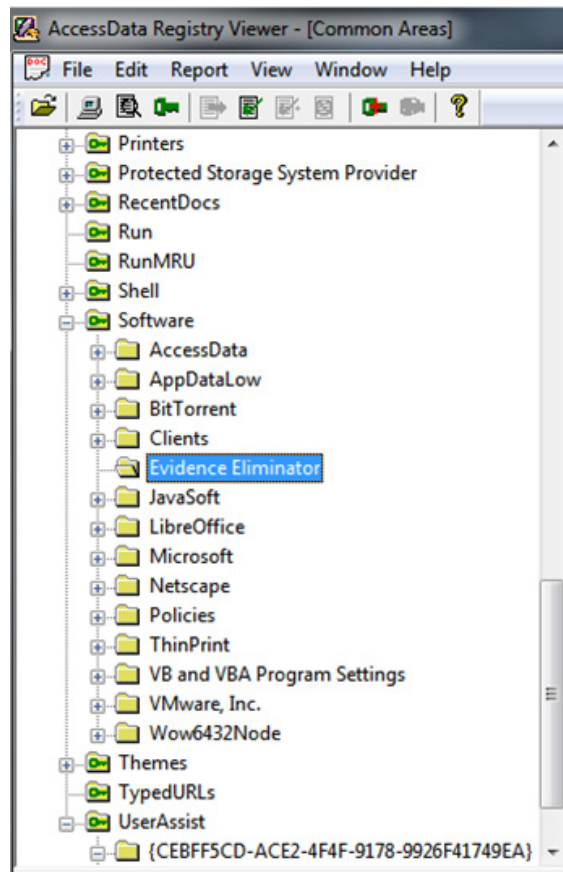 AccessData Registry Viewer - [Common Areas]
File Edit Report View Window Help
Printers
Protected Storage System Provider
RecentDocs
Run
RunMRU
Shell
Software
AccessData
AppDataLow
BitTorrent
Clients
Evidence Eliminator
JavaSoft
LibreOffice
Microsoft
Netscape
Policies
ThinPrint
VB and VBA Program Settings
VMware, Inc.
Wow6432Node
Themes
TypedURLs
UserAssist
{CEBFF5CD-ACE2-4F4F-9178-9926F41749EA}